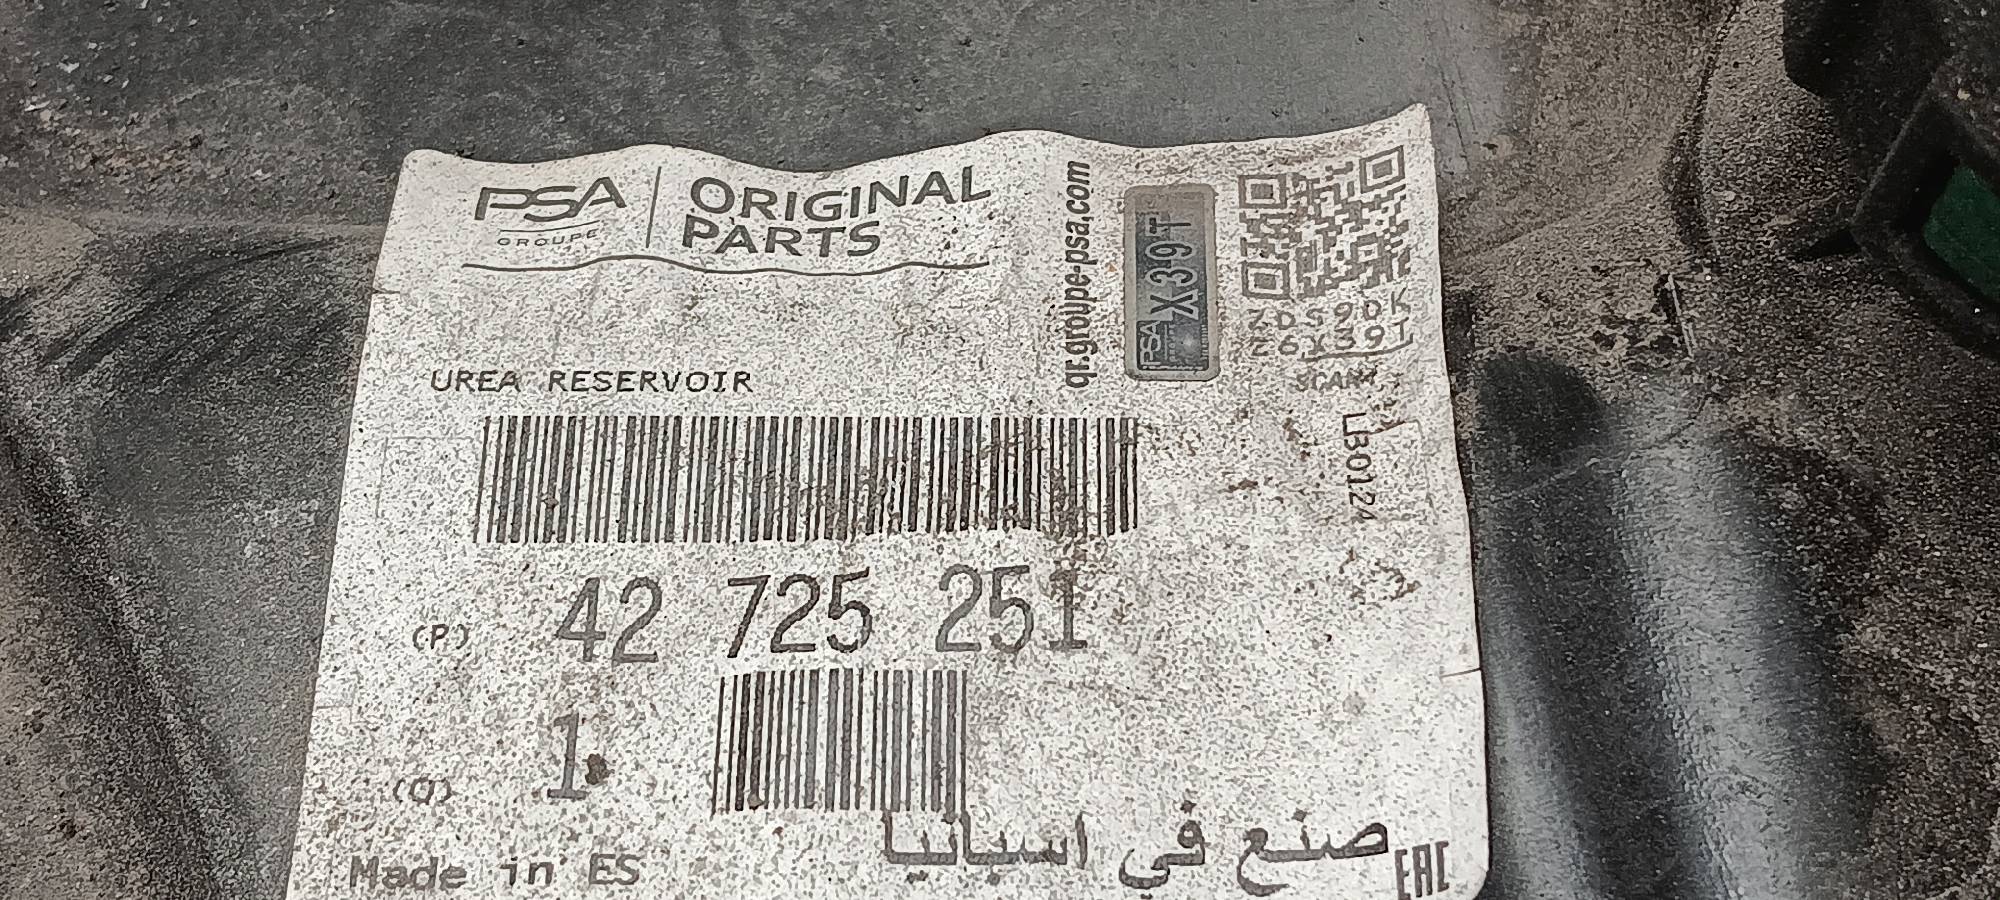 PSA
GROUPE
ORIGINAL
PARTS
qr.groupe-psa.com
PSA
X39T
ZDS9DK
Z6X39T
SCAN
UREA RESERVOIR
LB0124
(P) 42 725 251
(Q) 1
Made in ES
صنع في اسبانيا
EAC